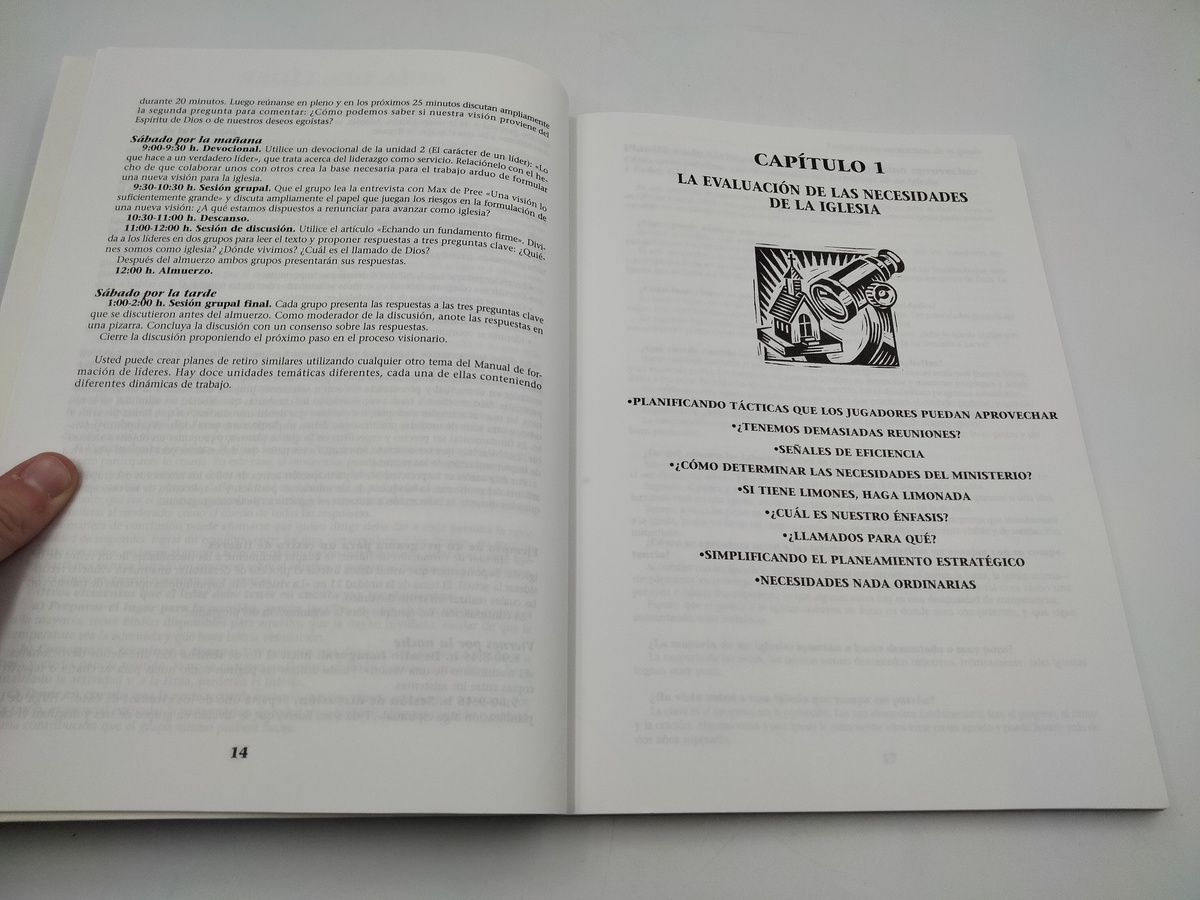 durante 20 minutos. Luego reúnanse en pleno y en los próximos 25 minutos discutan ampliamente
la segunda pregunta para comentar: ¿Cómo podemos saber si nuestra visión proviene del
Espíritu de Dios o de nuestros deseos egoístas?
Sábado por la mañana
9:00-9:30 h. Devocional. Utilice un devocional de la unidad 2 (El carácter de un líder): «Lo
que hace a un verdadero líder», que trata acerca del liderazgo como servicio. Relaciónelo con el he-
cho de que colaborar unos con otros crea la base necesaria para el trabajo arduo de formular
una nueva visión para la iglesia.
9:30-10:30 h. Sesión grupal. Que el grupo lea la entrevista con Max de Pree «Una visión lo
suficientemente grande» y discuta ampliamente el papel que juegan los riesgos en la formulación de
una nueva visión: ¿A qué estamos dispuestos a renunciar para avanzar como iglesia?
10:30-11:00 h. Descanso.
11:00-12:00 h. Sesión de discusión. Utilice el artículo «Echando un fundamento firme». Divi-
da a los líderes en dos grupos para leer el texto y proponer respuestas a tres preguntas clave: ¿Quié-
nes somos como iglesia? ¿Dónde vivimos? ¿Cuál es el llamado de Dios?
Después del almuerzo ambos grupos presentarán sus respuestas.
12:00 h. Almuerzo.
Sábado por la tarde
1:00-2:00 h. Sesión grupal final. Cada grupo presenta las respuestas a las tres preguntas clave
que se discutieron antes del almuerzo. Como moderador de la discusión, anote las respuestas en
una pizarra. Concluya la discusión con un consenso sobre las respuestas.
Cierre la discusión proponiendo el próximo paso en el proceso visionario.
Usted puede crear planes de retiro similares utilizando cualquier otro tema del Manual de for-
mación de líderes. Hay doce unidades temáticas diferentes, cada una de ellas conteniendo
diferentes dinámicas de trabajo.
14
CAPÍTULO 1
LA EVALUACIÓN DE LAS NECESIDADES
DE LA IGLESIA
•PLANIFICANDO TÁCTICAS QUE LOS JUGADORES PUEDAN APROVECHAR
•¿TENEMOS DEMASIADAS REUNIONES?
•SEÑALES DE EFICIENCIA
•¿CÓMO DETERMINAR LAS NECESIDADES DEL MINISTERIO?
•SI TIENE LIMONES, HAGA LIMONADA
•¿CUÁL ES NUESTRO ÉNFASIS?
•¿LLAMADOS PARA QUÉ?
•SIMPLIFICANDO EL PLANEAMIENTO ESTRATÉGICO
•NECESIDADES NADA ORDINARIAS